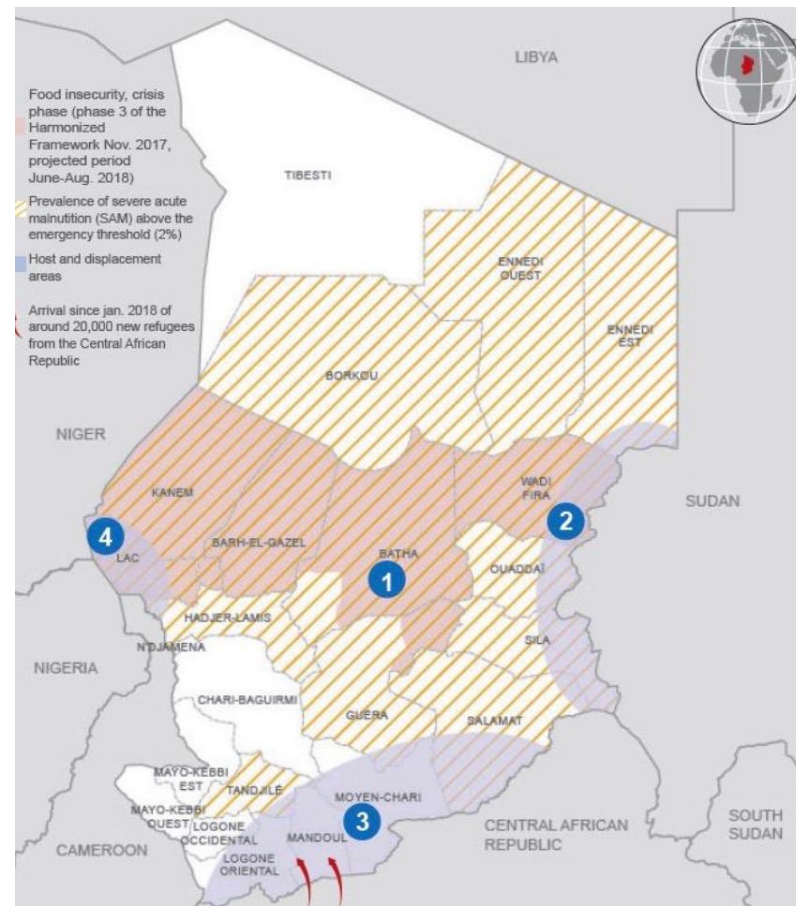 LIBYA
Food insecurity, crisis
phase (phase 3 of the
Harmonized
Framework Nov. 2017,
projected period
June-Aug. 2018)
TIBESTI
Prevalence of severe acute
malnutition (SAM) above the
emergency threshold (2%)
Host and displacement
areas
ENNEDI
OUEST
Arrival since jan. 2018 of
around 20,000 new refugees
from the Central African
Republic
ENNEDI
EST
BORKOU
NIGER
KANEM
WADI
FIRA
SUDAN
4
2
LAC
BARH-EL-GAZEL
BATHA
1
OUADDAÏ
HADJER-LAMIS
N'DJAMENA
SILA
NIGERIA
CHARI-BAGUIRMI
GUERA
SALAMAT
MAYO-KEBBI
EST
TANDJILÉ
MOYEN-CHARI
MAYO-KEBBI
OUEST
LOGONE
OCCIDENTAL
MANDOUL
3
CENTRAL AFRICAN
REPUBLIC
SOUTH
SUDAN
CAMEROON
LOGONE
ORIENTAL